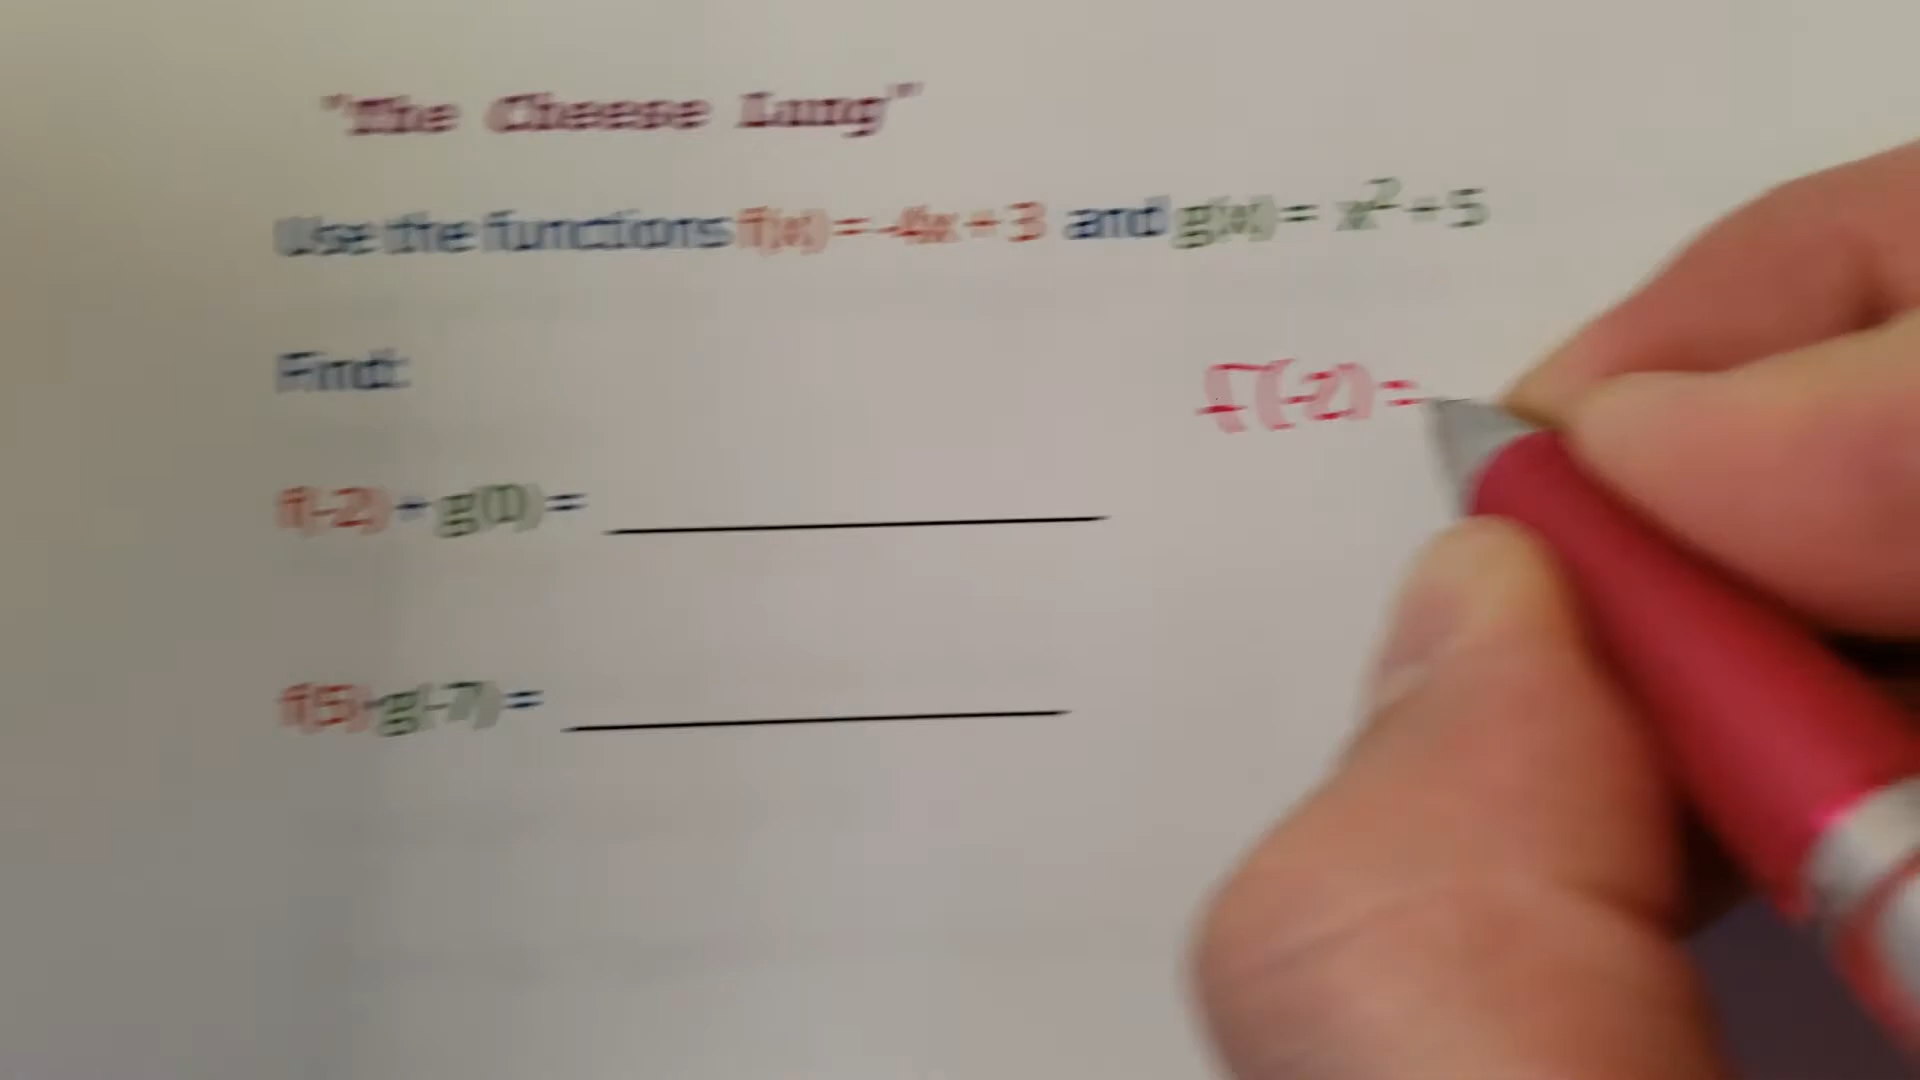 "The Cheese Lung"
Use the functions f(x) = -4x + 3 and g(x) = x² + 5
Find:
f(-2) =
f(-2) + g(1) =
f(5)·g(-7) =